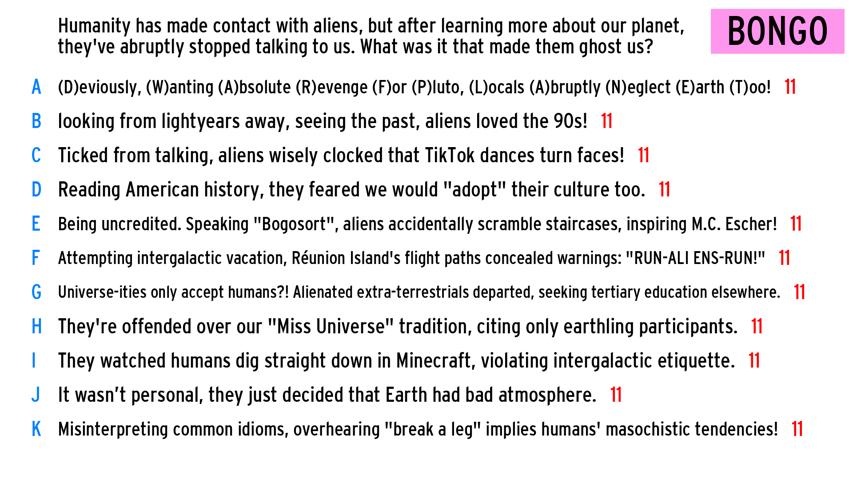 Humanity has made contact with aliens, but after learning more about our planet,
they've abruptly stopped talking to us. What was it that made them ghost us?
BONGO
A (D)eviously, (W)anting (A)bsolute (R)evenge (F)or (P)luto, (L)ocals (A)bruptly (N)eglect (E)arth (T)oo! 11
B looking from lightyears away, seeing the past, aliens loved the 90s! 11
C Ticked from talking, aliens wisely clocked that TikTok dances turn faces! 11
D Reading American history, they feared we would "adopt" their culture too. 11
E Being uncredited. Speaking "Bogosort", aliens accidentally scramble staircases, inspiring M.C. Escher! 11
F Attempting intergalactic vacation, Réunion Island's flight paths concealed warnings: "RUN-ALI ENS-RUN!" 11
G Universe-ities only accept humans?! Alienated extra-terrestrials departed, seeking tertiary education elsewhere. 11
H They're offended over our "Miss Universe" tradition, citing only earthling participants. 11
I They watched humans dig straight down in Minecraft, violating intergalactic etiquette. 11
J It wasn’t personal, they just decided that Earth had bad atmosphere. 11
K Misinterpreting common idioms, overhearing "break a leg" implies humans' masochistic tendencies! 11